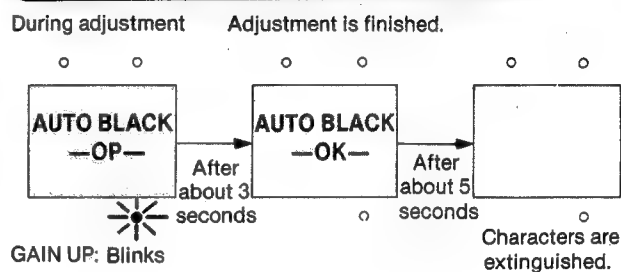 During adjustment
Adjustment is finished.
AUTO BLACK
—OP—
After
about 3
seconds
AUTO BLACK
—OK—
After
about 5
seconds
GAIN UP: Blinks
Characters are
extinguished.